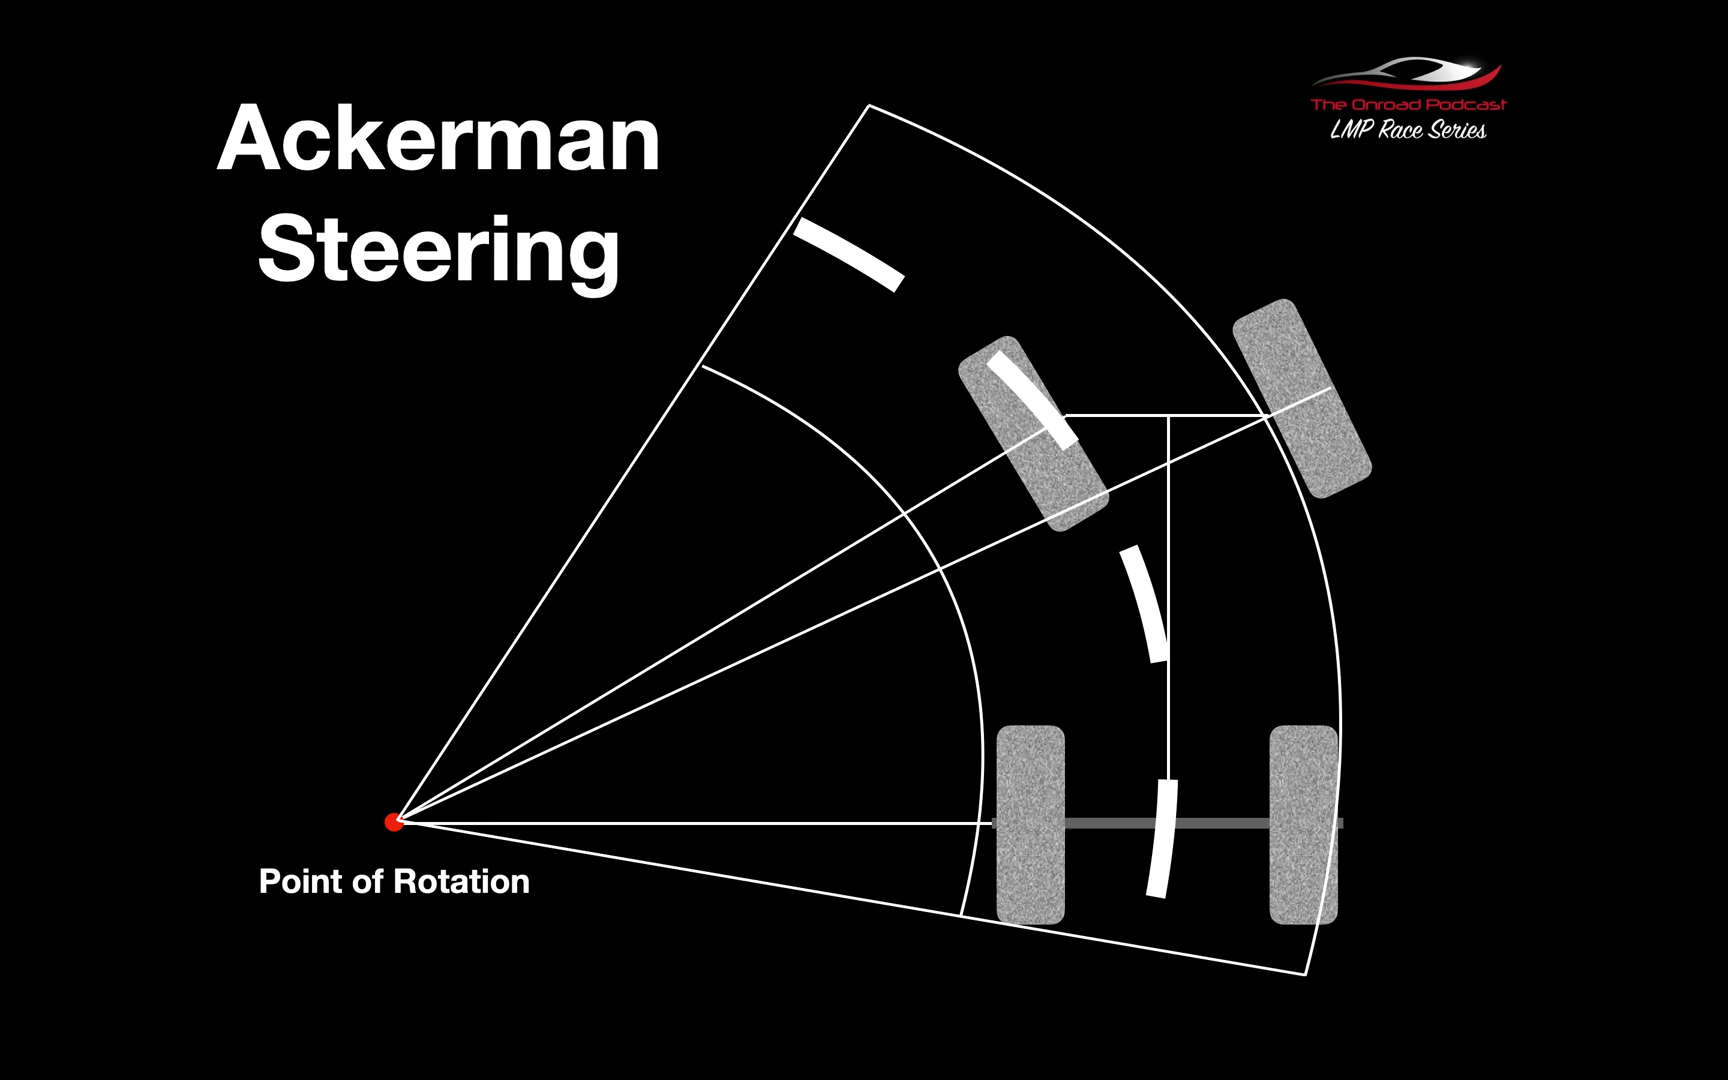 Ackerman
Steering
The Onroad Podcast
LMP Race Series
Point of Rotation